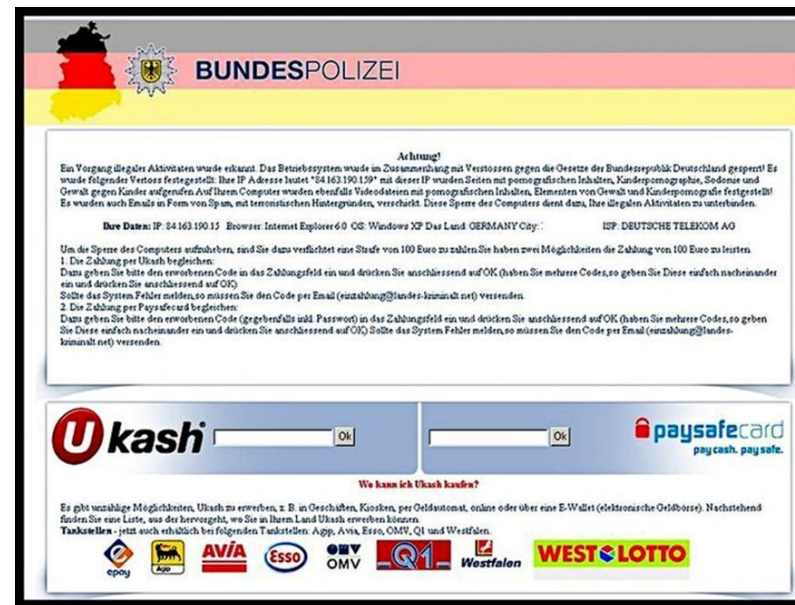 BUNDESPOLIZEI
Achtung!
Ein Vorgang illegaler Aktivitaten wurde erkannt. Das Betriebssystem wurde im Zusammenhang mit Verstossen gegen die Gesetze der Bundesrepublik Deutschland gesperrt! Es
wurde folgender Vertoss festegestellt: Ihre IP Adresse lautet "84.163.190.159" mit dieser IP wurden Seiten mit pornografischen Inhalten, Kinderpornographie, Sodomie und
Gewalt gegen Kinder aufgerufen Auf Ihrem Computer wurden ebenfalls Videodateien mit pornografischen Inhalten, Elementen von Gewalt und Kinderpornografie festgestellt!
Es wurden auch Emails in Form von Spam, mit terroristischen Hintergründen, verschickt. Diese Sperre des Computers dient dazu, Ihre illegalen Aktivitaten zu unterbinden.
Ihre Daten: IP: 84.163.190.15 Browser: Internet Explorer 6.0 OS: Windows XP Das Land: GERMANY City: ISP: DEUTSCHE TELEKOM AG
Um die Sperre des Computers aufzuheben, sind Sie dazu verflichtet eine Strafe von 100 Euro zu zahlen. Sie haben zwei Möglichkeiten die Zahlung von 100 Euro zu leisten.
1. Die Zahlung per Ukash begleichen:
Dazu geben Sie bitte den erworbenen Code in das Zahlungsfeld ein und drücken Sie anschliessend auf OK (haben Sie mehrere Codes, so geben Sie Diese einfach nacheinander
ein und drücken Sie anschliessend auf OK)
Sollte das System Fehler melden, so müssen Sie den Code per Email (einzahlung@landes-kriminalt.net) versenden.
2. Die Zahlung per Paysafecard begleichen:
Dazu geben Sie bitte den erworbenen Code (gegebenfalls inkl. Passwort) in das Zahlungsfeld ein und drücken Sie anschliessend auf OK (haben Sie mehrere Codes, so geben
Sie Diese einfach nacheinander ein und drücken Sie anschliessend auf OK) Sollte das System Fehler melden, so müssen Sie den Code per Email (einzahlung@landes-
kriminalt.net) versenden.
Ukash Ok Ok paysafecard
pay cash. pay safe.
Wo kann ich Ukash kaufen?
Es gibt unzählige Möglichkeiten, Ukash zu erwerben, z. B. in Geschäften, Kiosken, per Geldautomat, online oder über eine E-Wallet (elektronische Geldbörse). Nachstehend
finden Sie eine Liste, aus der hervorgeht, wo Sie in Ihrem Land Ukash erwerben können.
Tankstellen - jetzt auch erhältlich bei folgenden Tankstellen: Agip, Avia, Esso, OMV, Q1 und Westfalen.
epay Agip AVIA Esso OMV Q1 Westfalen WEST LOTTO